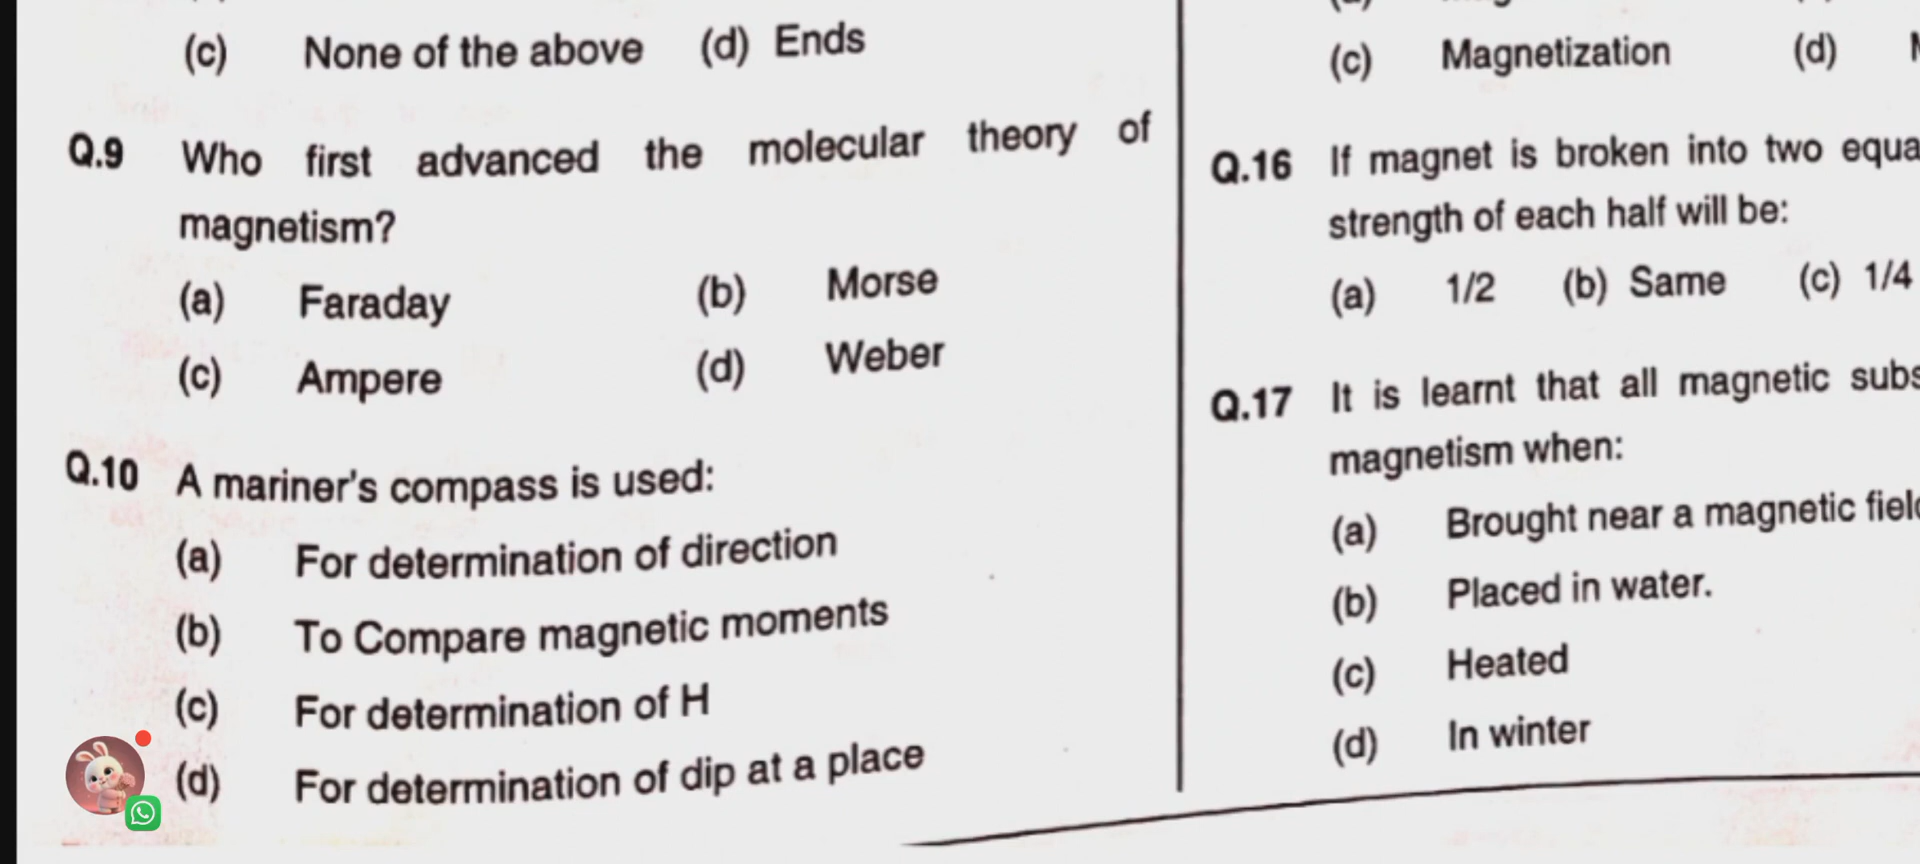 (c) None of the above (d) Ends
Q.9 Who first advanced the molecular theory of
magnetism?
(a) Faraday (b) Morse
(c) Ampere (d) Weber
Q.10 A mariner's compass is used:
(a) For determination of direction
(b) To Compare magnetic moments
(c) For determination of H
(d) For determination of dip at a place
(c) Magnetization (d)
Q.16 If magnet is broken into two equa
strength of each half will be:
(a) 1/2 (b) Same (c) 1/4
Q.17 It is learnt that all magnetic subs
magnetism when:
(a) Brought near a magnetic field
(b) Placed in water.
(c) Heated
(d) In winter